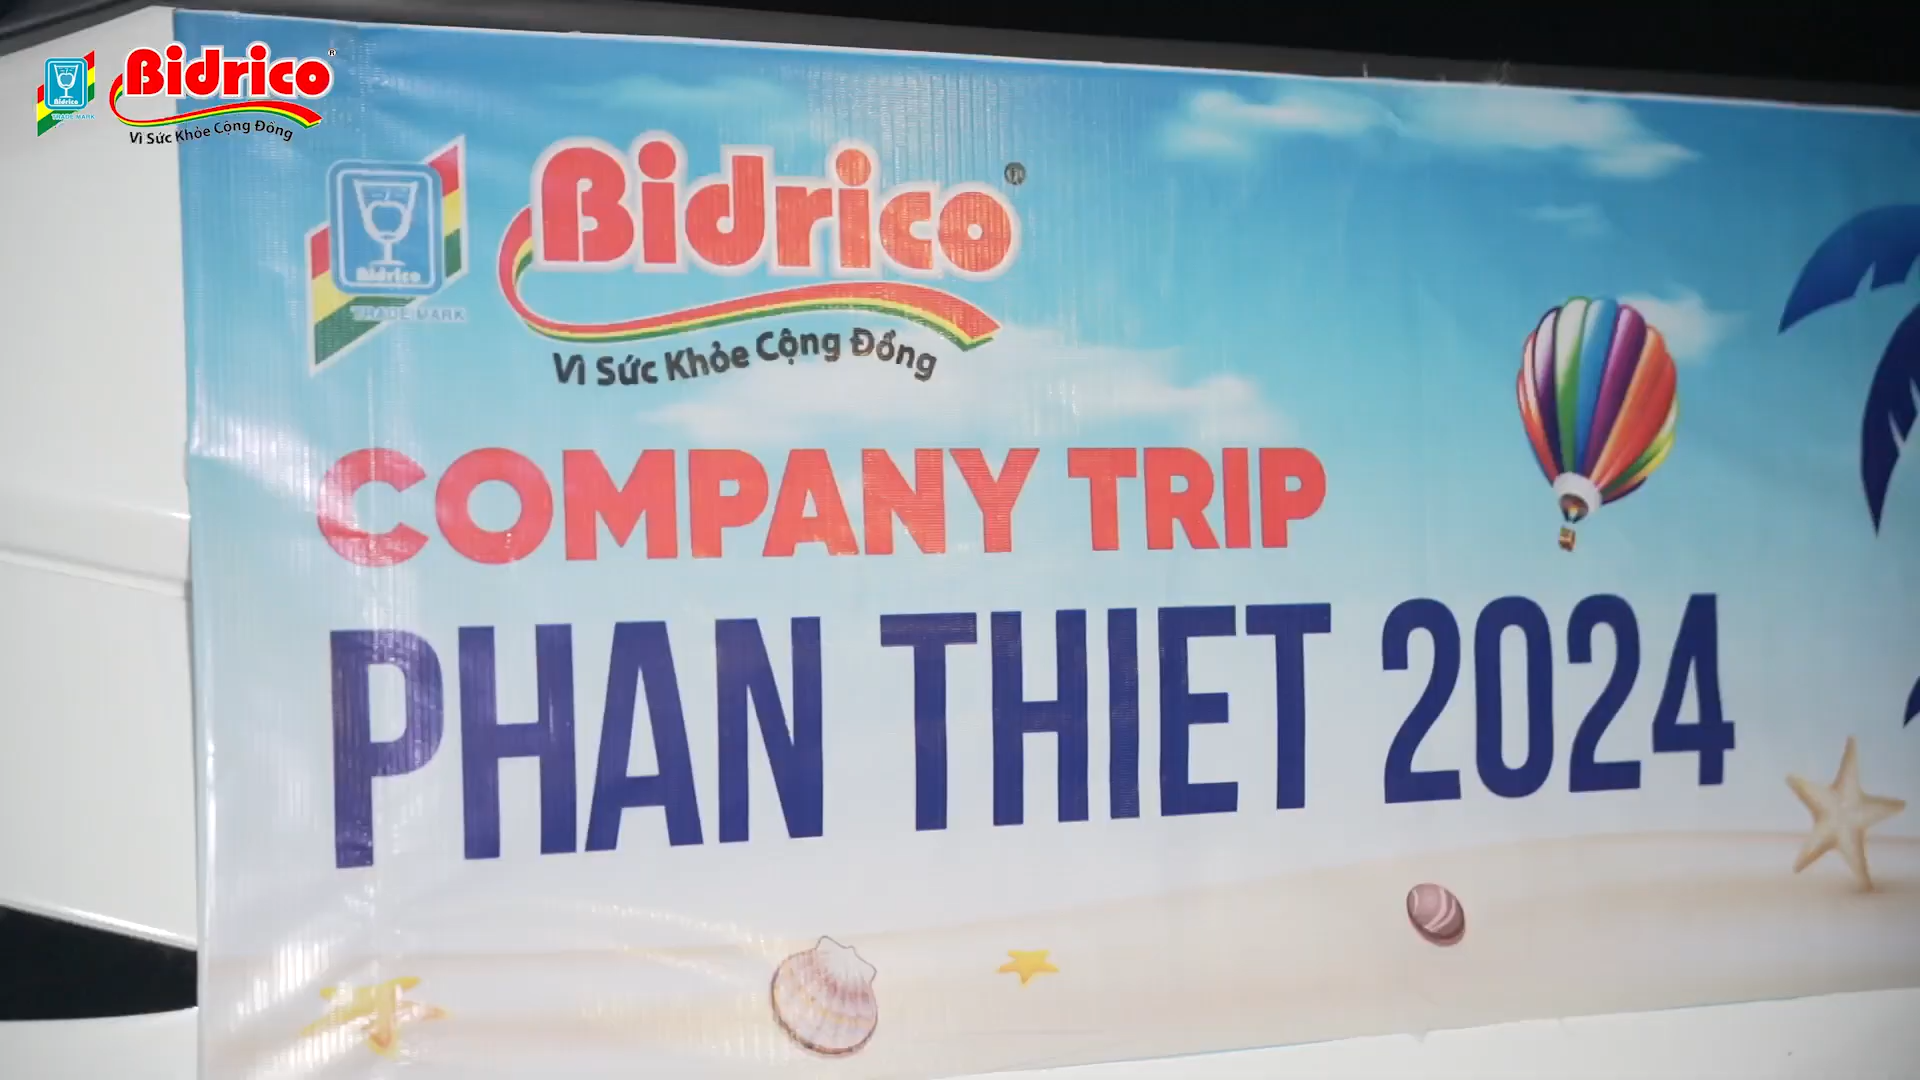 Bidrico
TRADE MARK
Bidrico®
Vì Sức Khỏe Cộng Đồng
Bidrico
TRADE MARK
Bidrico®
Vì Sức Khỏe Cộng Đồng
COMPANY TRIP
PHAN THIET 2024